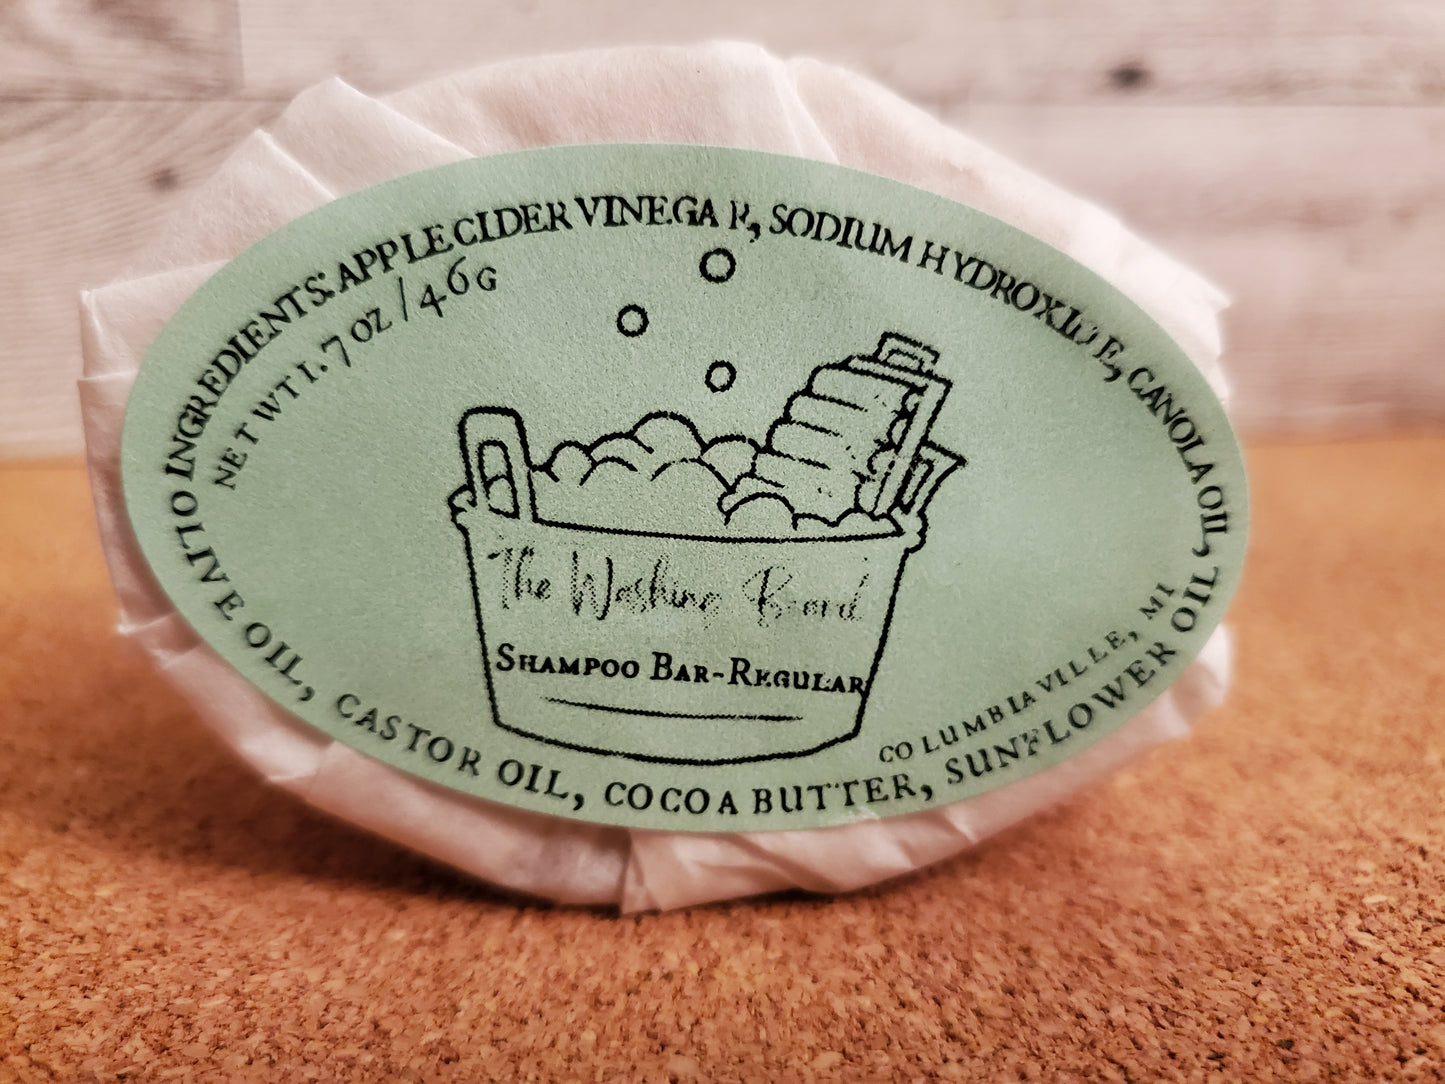 INGREDIENTS: APPLE CIDER VINEGAR, SODIUM HYDROXIDE, CANOLA OIL,
NET WT 1.7 OZ / 46G
The Washing Board
SHAMPOO BAR-REGULAR
COLUMBIAVILLE, MI
OLIVE OIL, CASTOR OIL, COCOA BUTTER, SUNFLOWER OIL